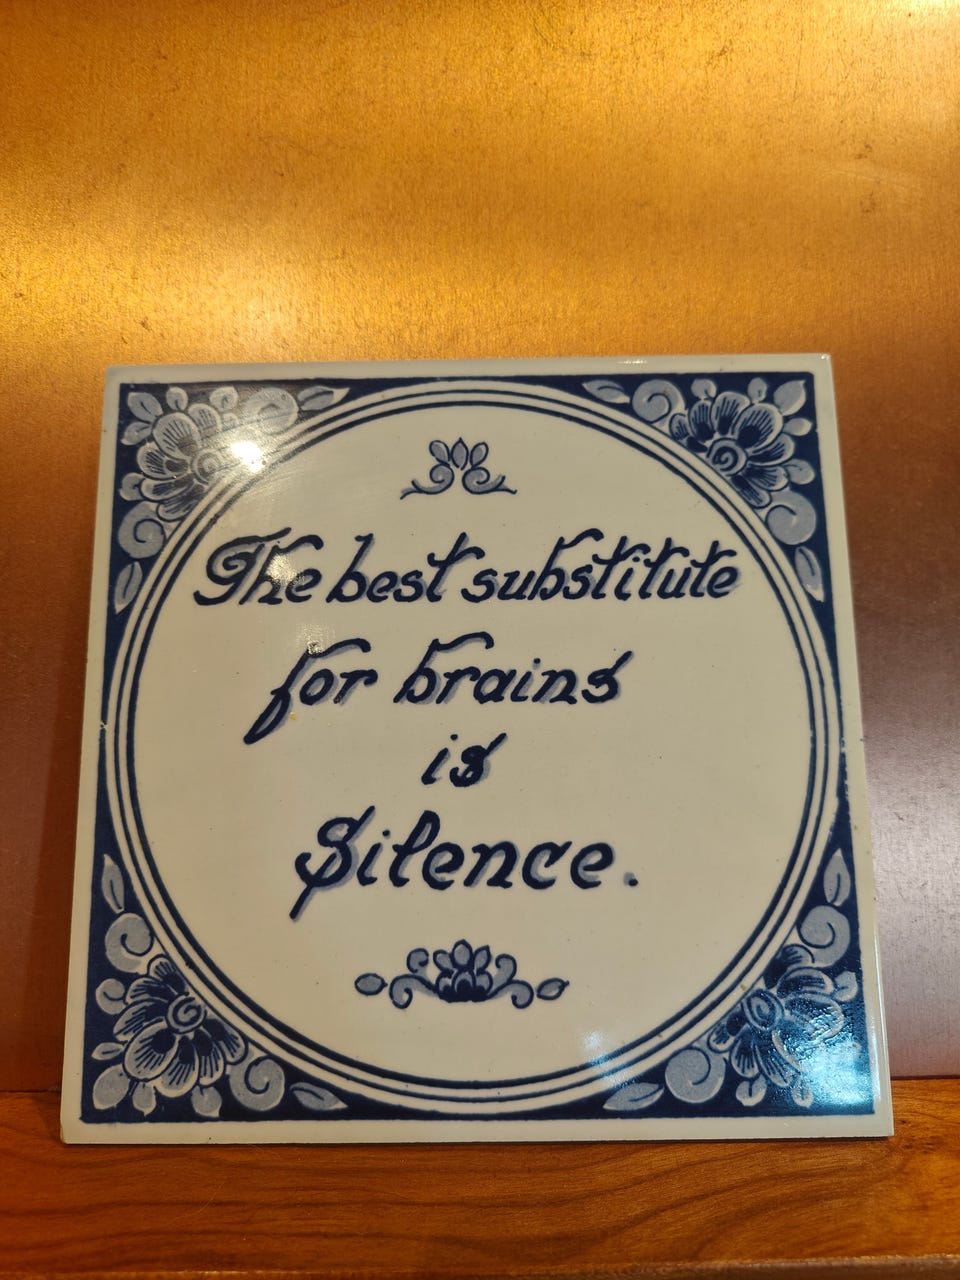 The best substitute
for brains
is
Silence.